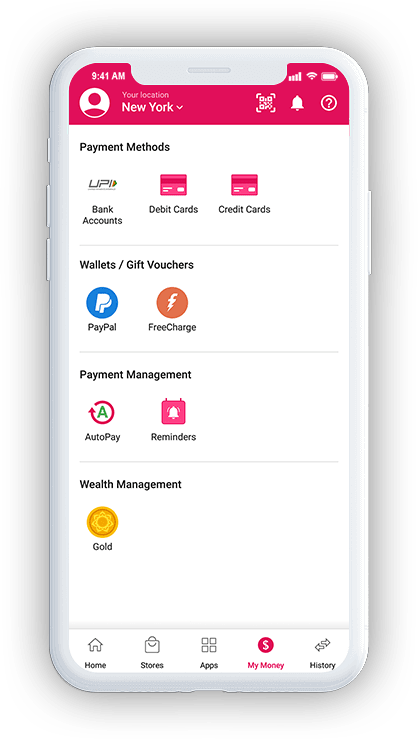 9:41 AM
Your location
New York
Payment Methods
UPI
Bank
Accounts
Debit Cards
Credit Cards
Wallets / Gift Vouchers
PayPal
FreeCharge
Payment Management
A
AutoPay
Reminders
Wealth Management
Gold
Home
Stores
Apps
$
My Money
History